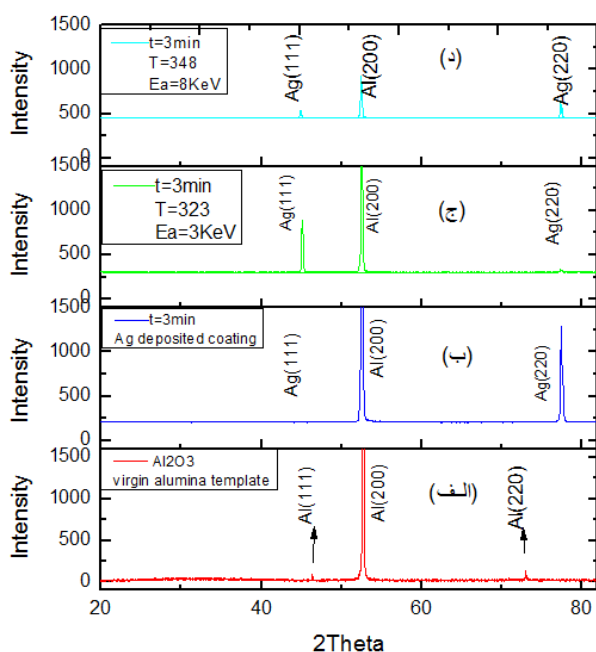 1500
1000
500
0
Intensity
t=3min
T=348
Ea=8KeV
Ag(111)
Al(200)
(د)
Ag(220)
1500
1000
500
0
Intensity
t=3min
T=323
Ea=3KeV
Ag(111)
Al(200)
(ج)
Ag(220)
1500
1000
500
0
Intensity
t=3min
Ag deposited coating
Ag(111)
Al(200)
(ب)
Ag(220)
1500
1000
500
0
Intensity
Al2O3
virgin alumina template
Al(111)
Al(200)
(الف)
Al(220)
20
40
60
80
2Theta